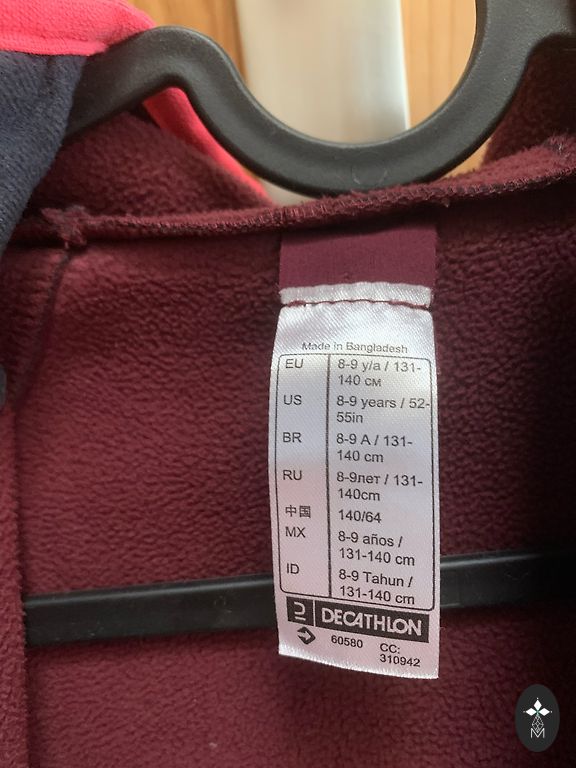 Made in Bangladesh
EU 8-9 y/a / 131-
140 см
US 8-9 years / 52-
55in
BR 8-9 A / 131-
140 cm
RU 8-9лет / 131-
140cm
中国 140/64
MX 8-9 años /
131-140 cm
ID 8-9 Tahun /
131-140 cm
DECATHLON
60580 CC:
310942
M